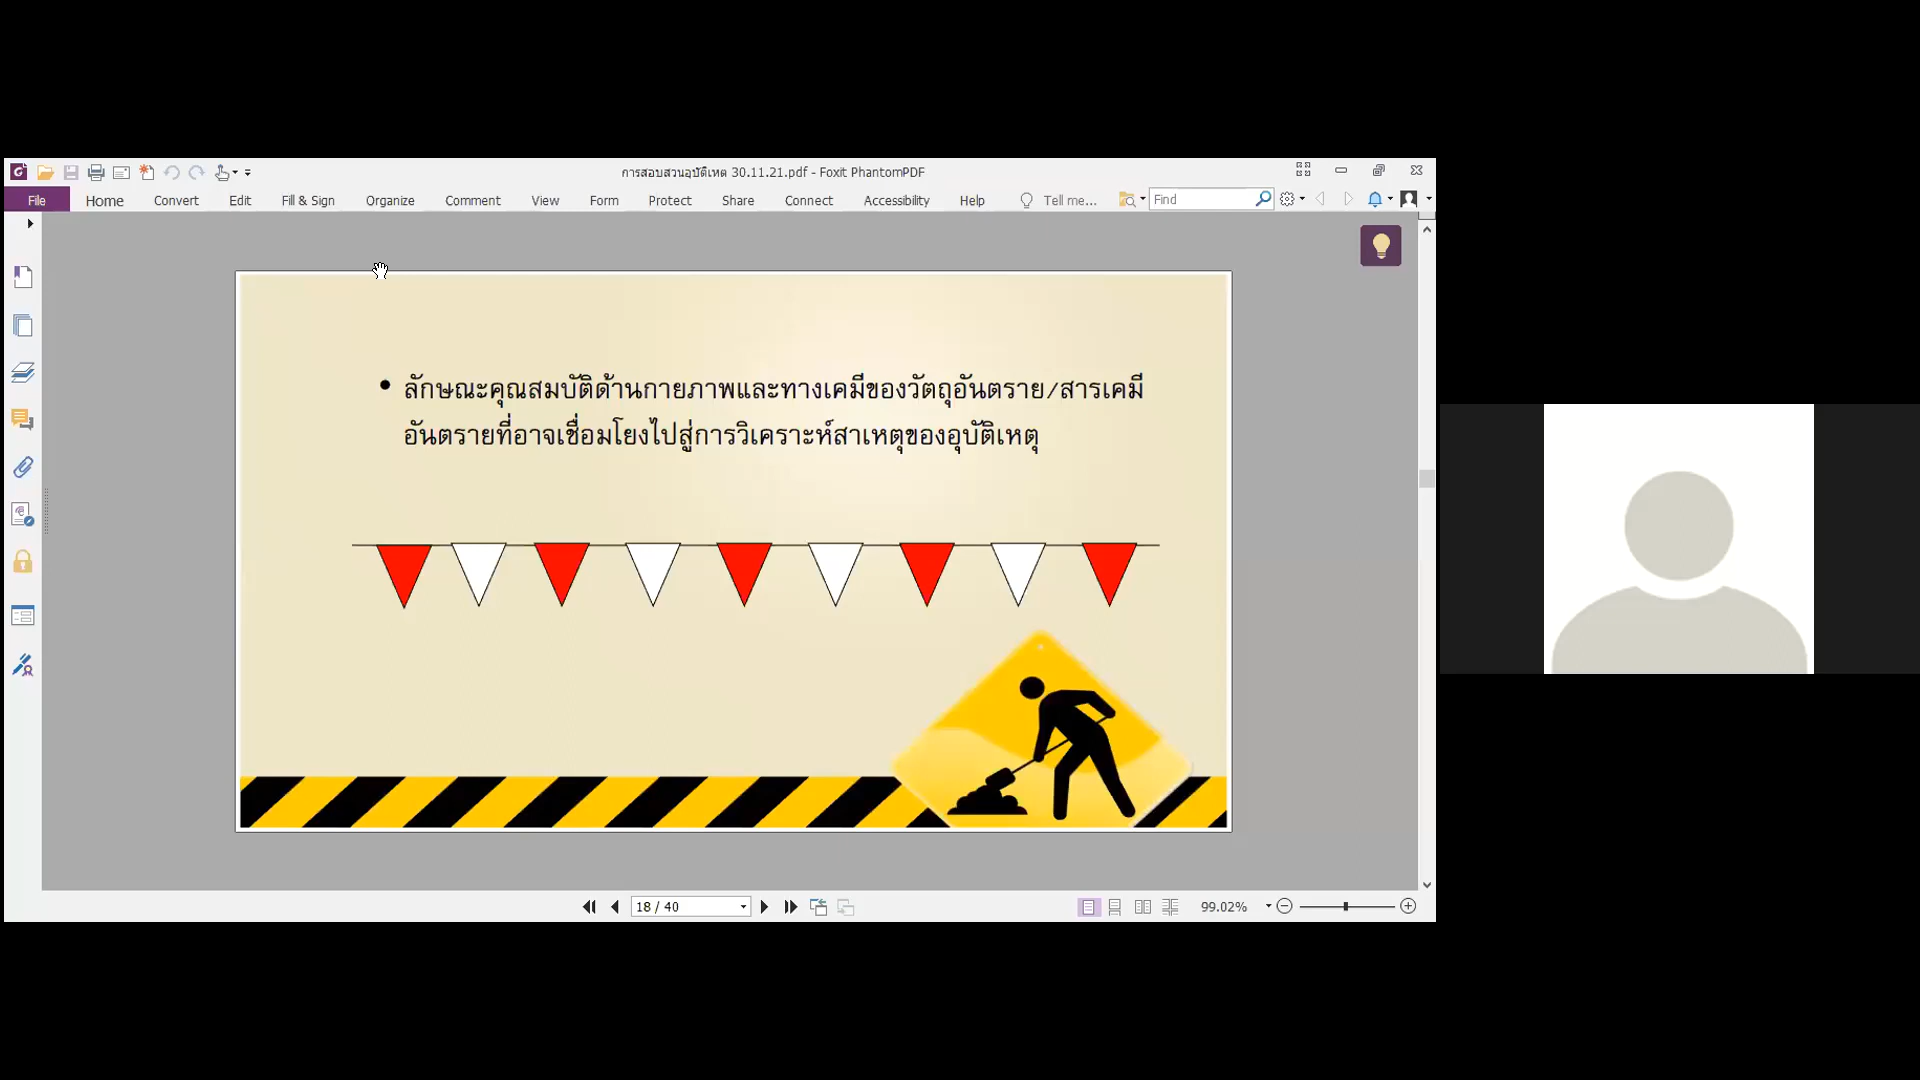 การสอบสวนอุบัติเหตุ 30.11.21.pdf - Foxit PhantomPDF
File Home Convert Edit Fill & Sign Organize Comment View Form Protect Share Connect Accessibility Help Tell me... Find
ลักษณะคุณสมบัติด้านกายภาพและทางเคมีของวัตถุอันตราย/สารเคมี
อันตรายที่อาจเชื่อมโยงไปสู่การวิเคราะห์สาเหตุของอุบัติเหตุ
18 / 40 99.02%